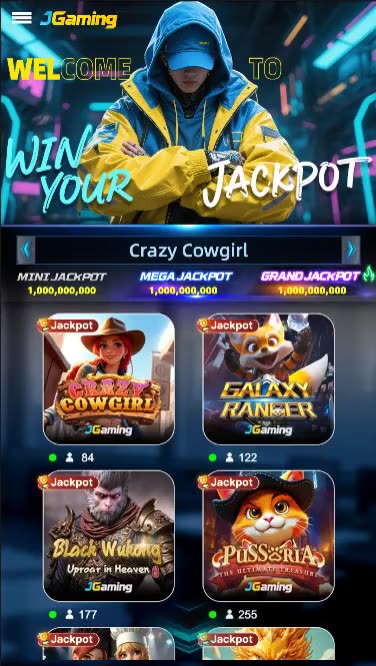 JGaming
WELCOME TO
WIN YOUR JACKPOT
Crazy Cowgirl
MINI JACKPOT MEGA JACKPOT GRAND JACKPOT
1,000,000,000 1,000,000,000 1,000,000,000
Jackpot Jackpot
CRAZY COWGIRL
JGaming
GALAXY RANGER
JGaming
84 122
Jackpot Jackpot
Black Wukong
Uproar in Heaven
JGaming
PUSSORIA
THE ULTIMATE TREASURE
JGaming
177 255
Jackpot Jackpot